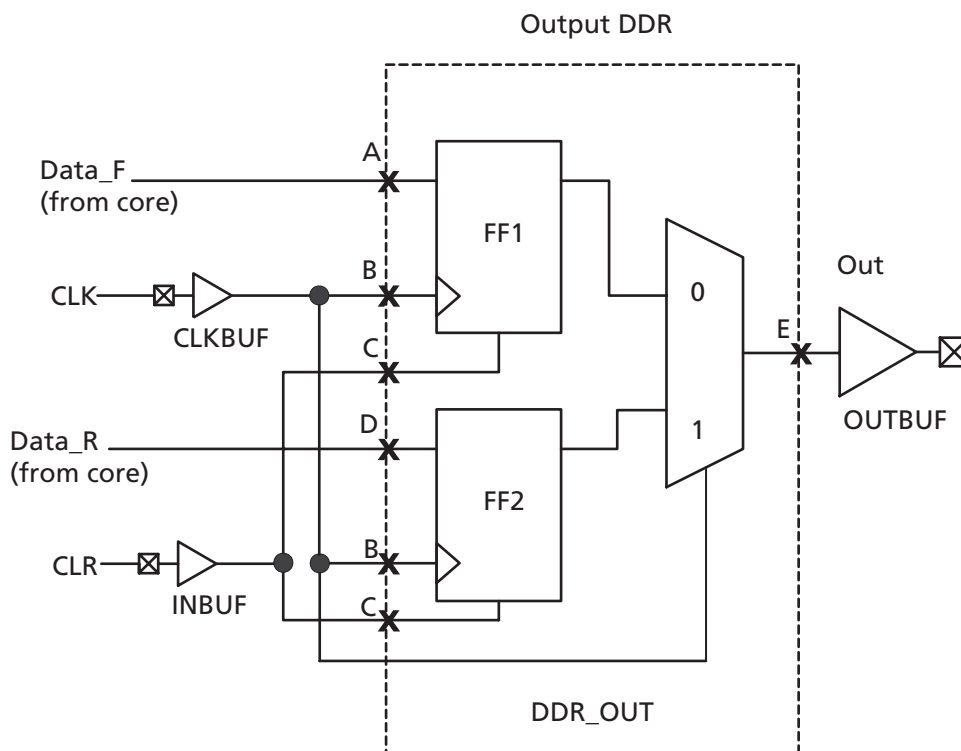 Output DDR
A
Data_F
(from core)
FF1
B
CLK
CLKBUF
0
Out
C
E
D
Data_R
(from core)
1
OUTBUF
FF2
B
CLR
INBUF
C
DDR_OUT